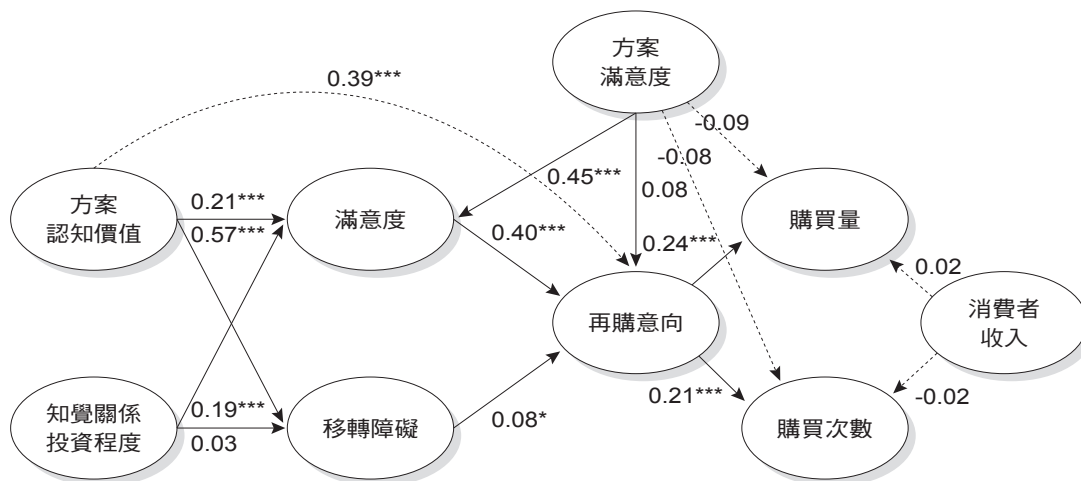 方案
滿意度
0.39***
-0.09
-0.08
0.45***
0.08
方案
認知價值
0.21***
0.57***
滿意度
購買量
0.40***
0.24***
0.02
再購意向
消費者
收入
知覺關係
投資程度
0.19***
0.03
移轉障礙
0.08*
0.21***
-0.02
購買次數